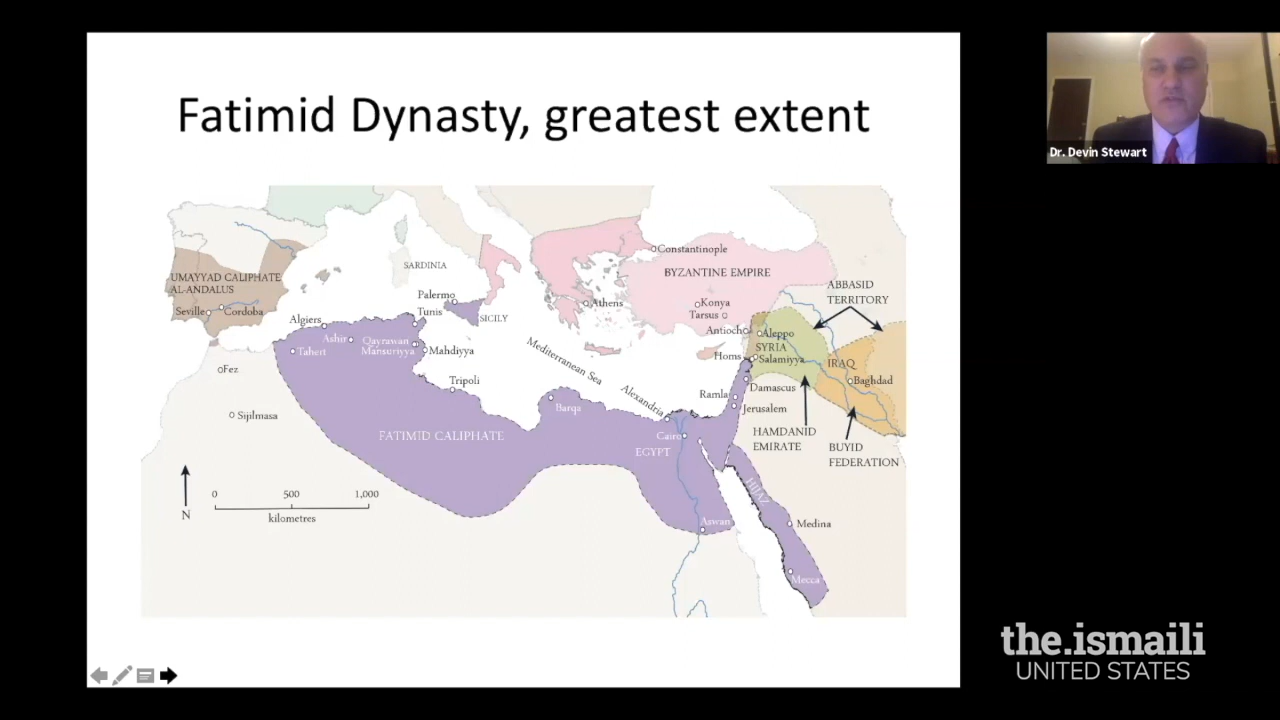 Fatimid Dynasty, greatest extent
Dr. Devin Stewart
Constantinople
BYZANTINE EMPIRE
SARDINIA
UMAYYAD CALIPHATE
AL-ANDALUS
Seville
Cordoba
Palermo
Tunis
SICILY
Athens
Konya
Tarsus
ABBASID
TERRITORY
Algiers
Ashir
Qayrawan
Mansuriyya
Mahdiyya
Tahert
Antioch
Aleppo
SYRIA
Homs
Salamiyya
IRAQ
Mediterranean Sea
Fez
Tripoli
Baghdad
Damascus
Ramla
Jerusalem
Sijilmasa
Barqa
Alexandria
FATIMID CALIPHATE
Cairo
EGYPT
HAMDANID
EMIRATE
BUYID
FEDERATION
HIJAZ
0 500 1,000
kilometres
N
Aswan
Medina
Mecca
the.ismaili
UNITED STATES